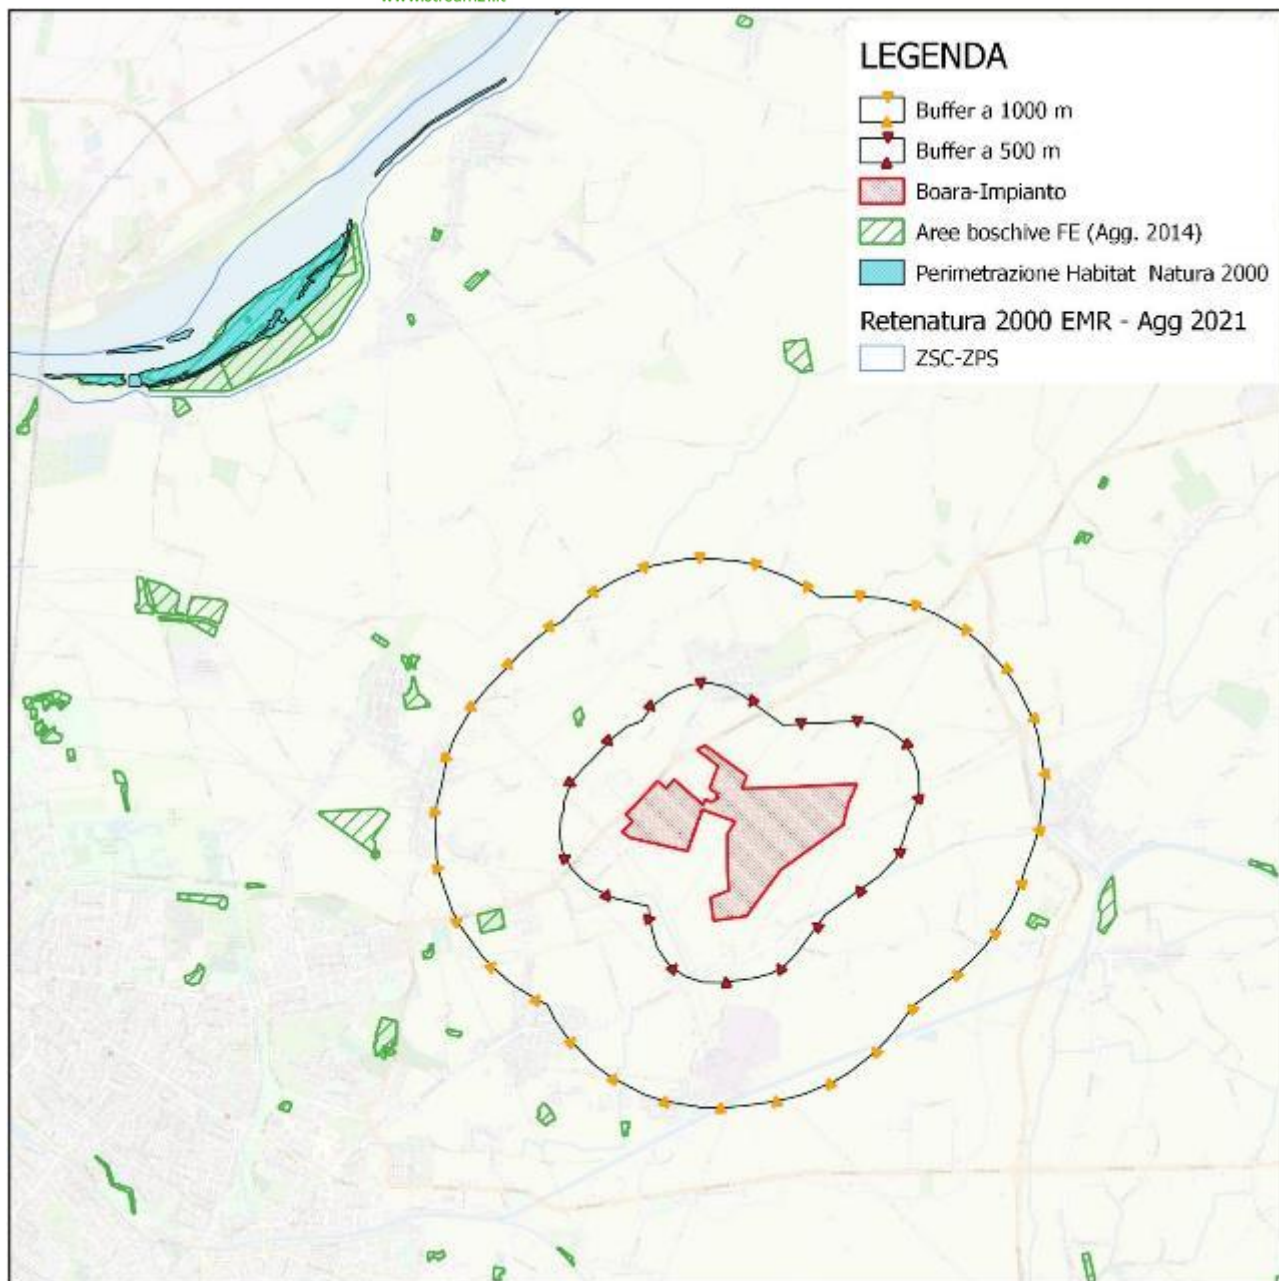 LEGENDA
Buffer a 1000 m
Buffer a 500 m
Boara-Impianto
Aree boschive FE (Agg. 2014)
Perimetrazione Habitat Natura 2000
Retenatura 2000 EMR - Agg 2021
ZSC-ZPS